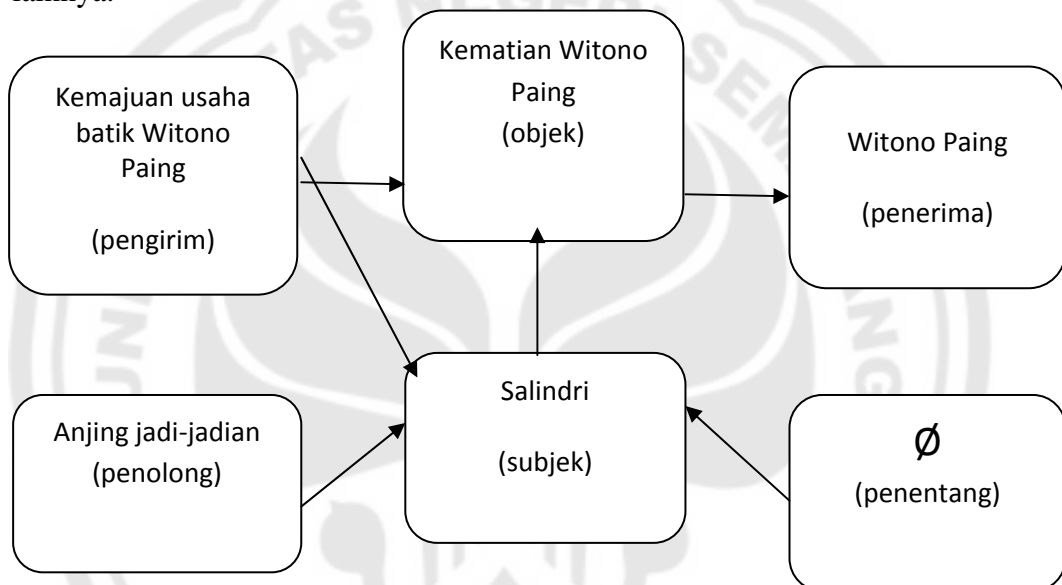 Kematian Witono
Paing
(objek)
Kemajuan usaha
batik Witono
Paing
(pengirim)
Witono Paing
(penerima)
Salindri
(subjek)
Anjing jadi-jadian
(penolong)
Ø
(penentang)